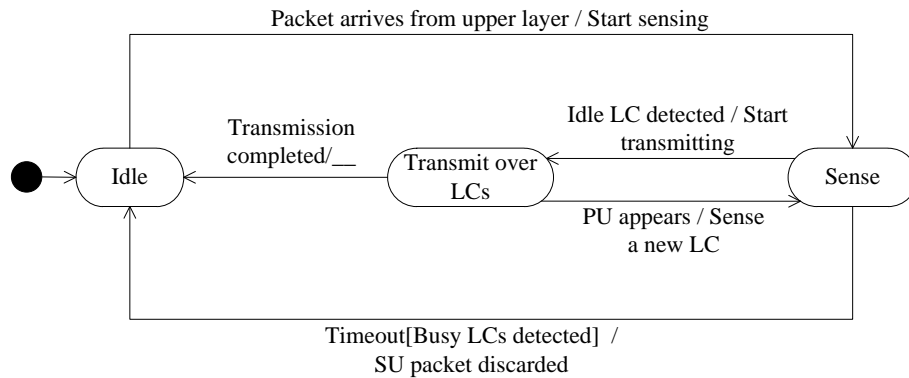 Packet arrives from upper layer / Start sensing
Idle LC detected / Start
transmitting
Transmission
completed/__
Idle
Transmit over
LCs
Sense
PU appears / Sense
a new LC
Timeout[Busy LCs detected] /
SU packet discarded